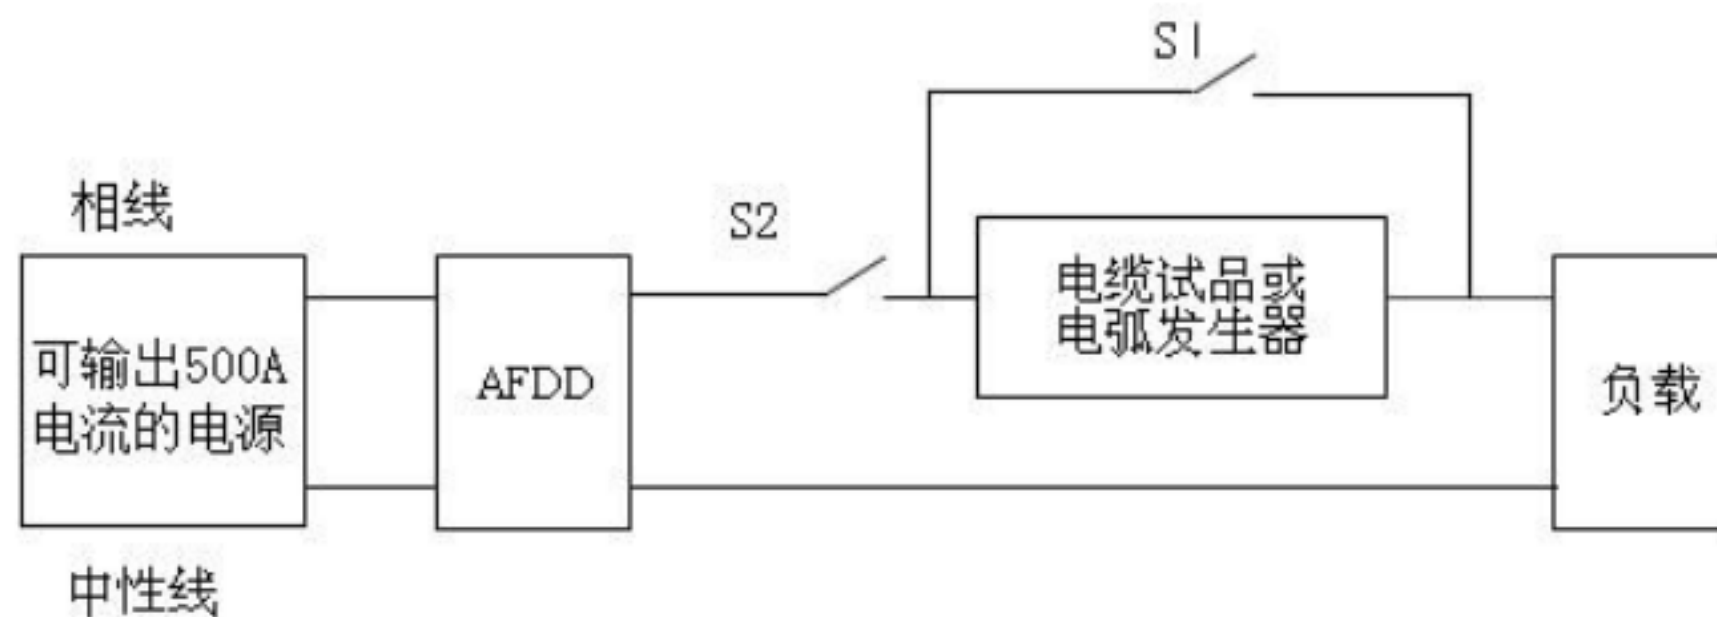 S1
相线
S2
可输出500A
电流的电源
AFDD
电缆试品或
电弧发生器
负载
中性线